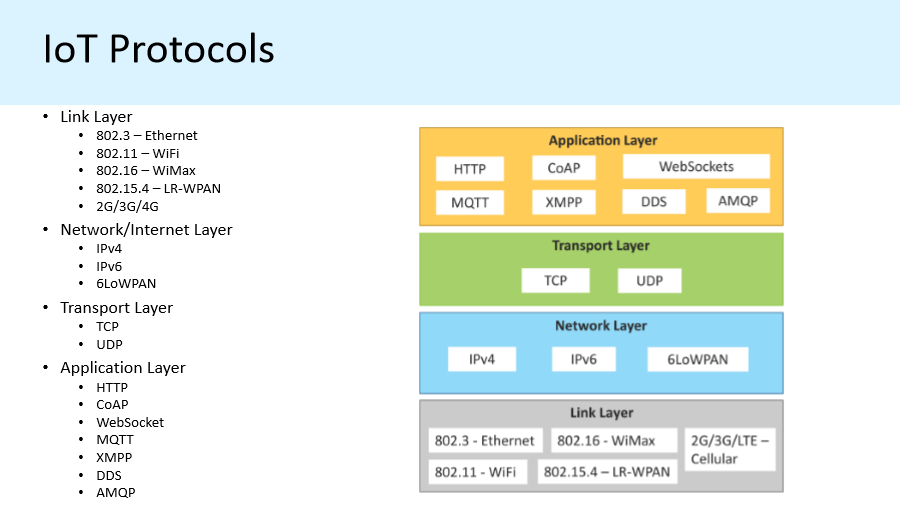 IoT Protocols
• Link Layer
• 802.3 – Ethernet
• 802.11 – WiFi
• 802.16 – WiMax
• 802.15.4 – LR-WPAN
• 2G/3G/4G
• Network/Internet Layer
• IPv4
• IPv6
• 6LoWPAN
• Transport Layer
• TCP
• UDP
• Application Layer
• HTTP
• CoAP
• WebSocket
• MQTT
• XMPP
• DDS
• AMQP
Application Layer
HTTP CoAP WebSockets
MQTT XMPP DDS AMQP
Transport Layer
TCP UDP
Network Layer
IPv4 IPv6 6LoWPAN
Link Layer
802.3 - Ethernet 802.16 - WiMax 2G/3G/LTE –
Cellular
802.11 - WiFi 802.15.4 – LR-WPAN